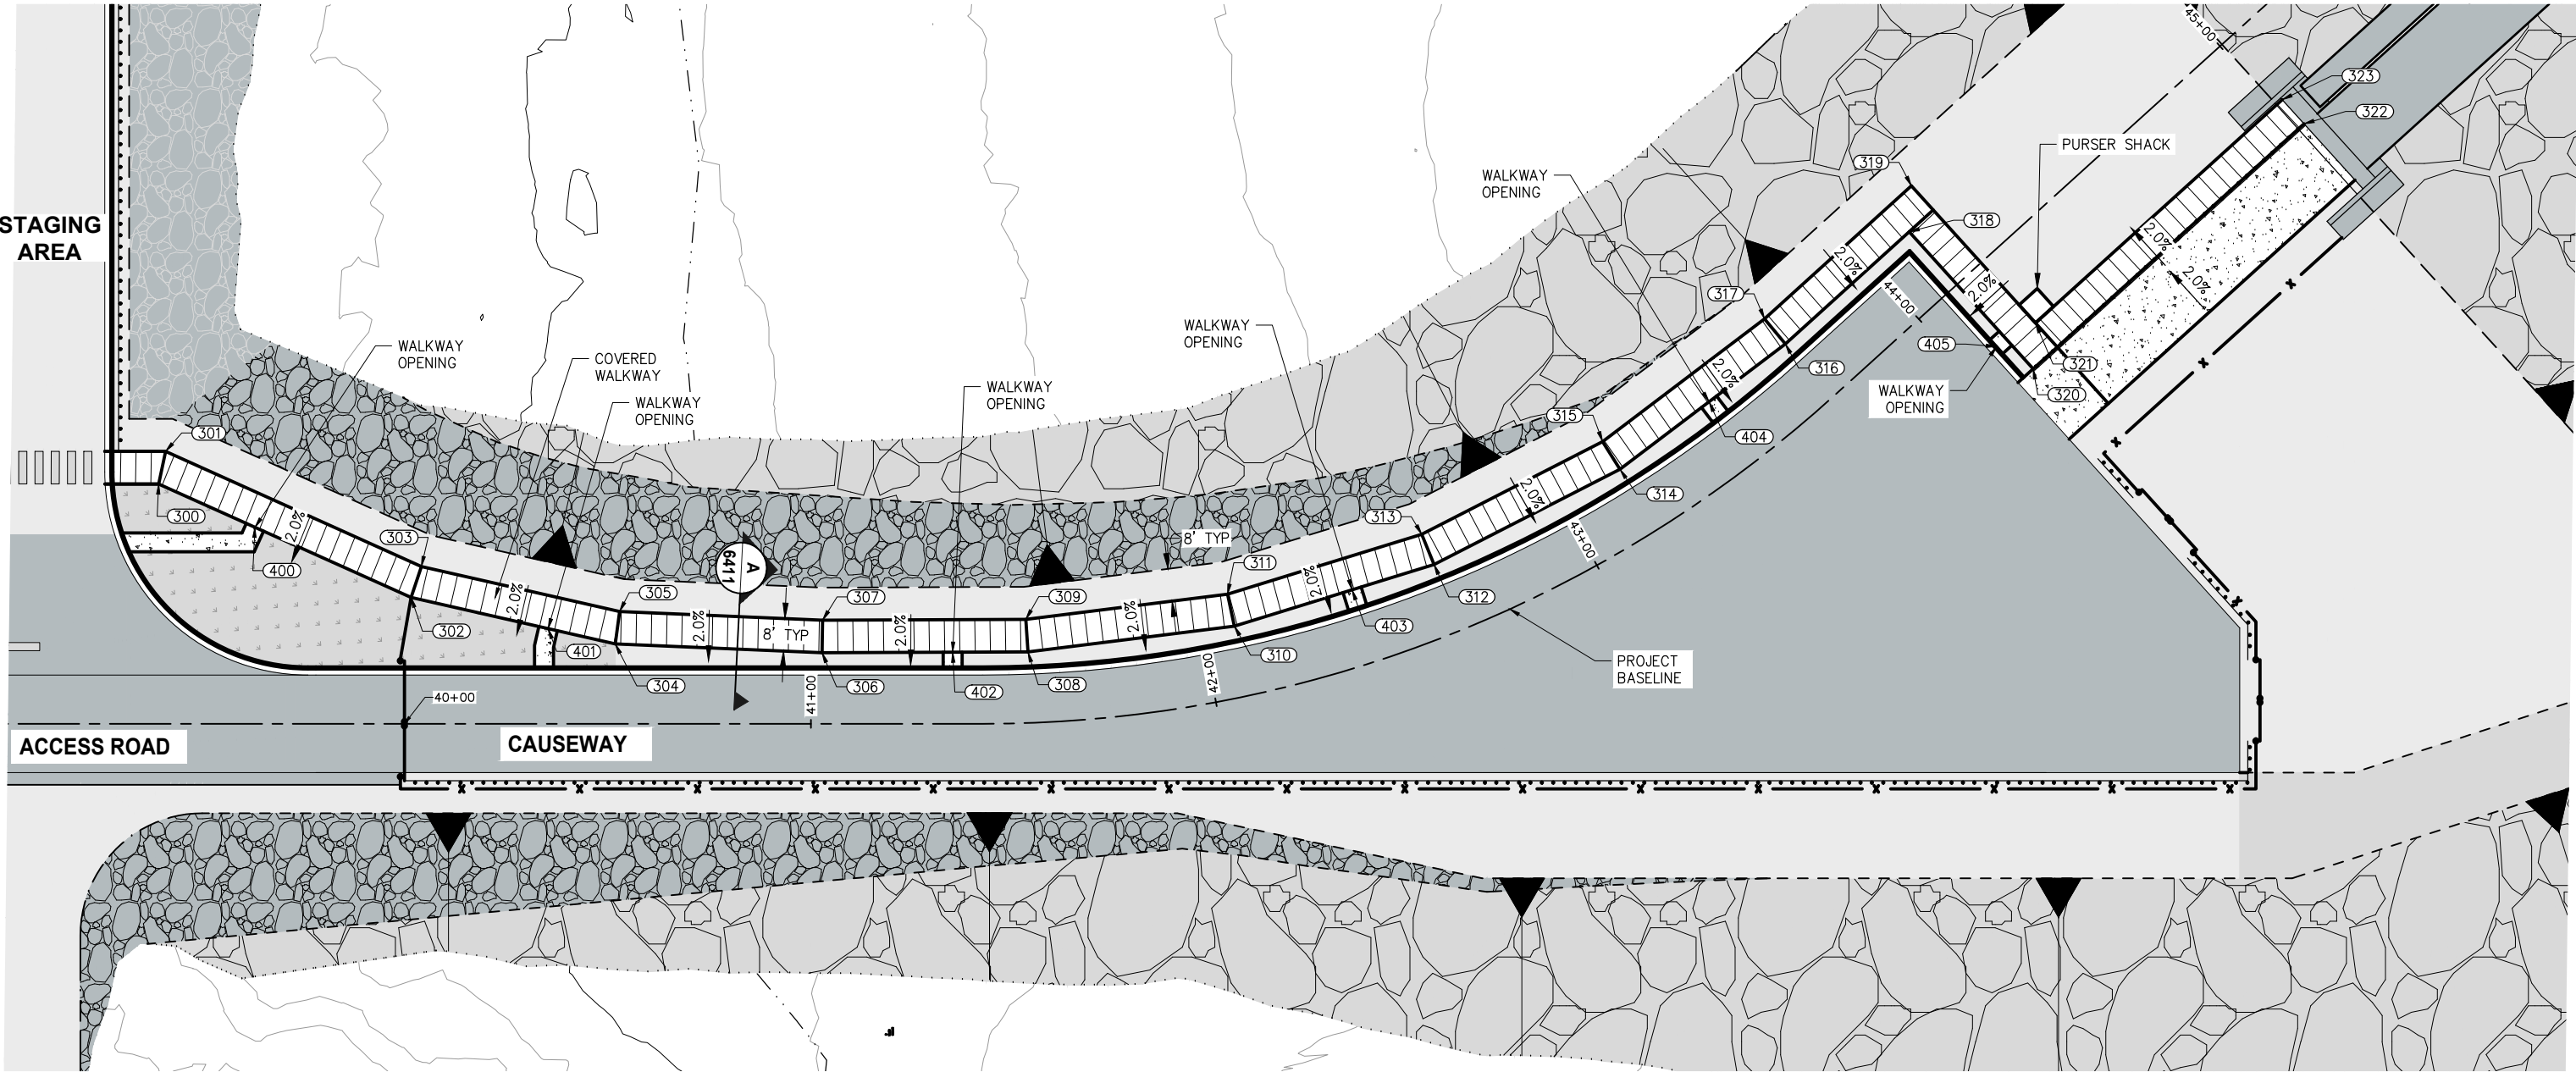 45+00
323
322
PURSER SHACK
319
WALKWAY
OPENING
318
STAGING
AREA
2.0%
2.0%
2.0%
2.0%
317
44+00
WALKWAY
OPENING
405
321
316
320
WALKWAY
OPENING
WALKWAY
OPENING
COVERED
WALKWAY
WALKWAY
OPENING
WALKWAY
OPENING
2.0%
315
404
301
300
2.0%
303
400
2.0%
314
313
43+00
8' TYP
A
6411
311
2.0%
305
307
309
2.0%
312
302
2.0%
401
2.0%
8' TYP
2.0%
403
310
304
306
402
308
42+00
40+00
41+00
PROJECT
BASELINE
ACCESS ROAD
CAUSEWAY